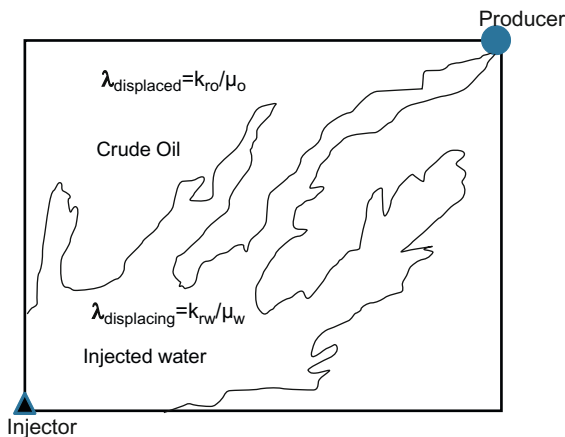 Producer
λdisplaced=kro/μo
Crude Oil
λdisplacing=krw/μw
Injected water
Injector